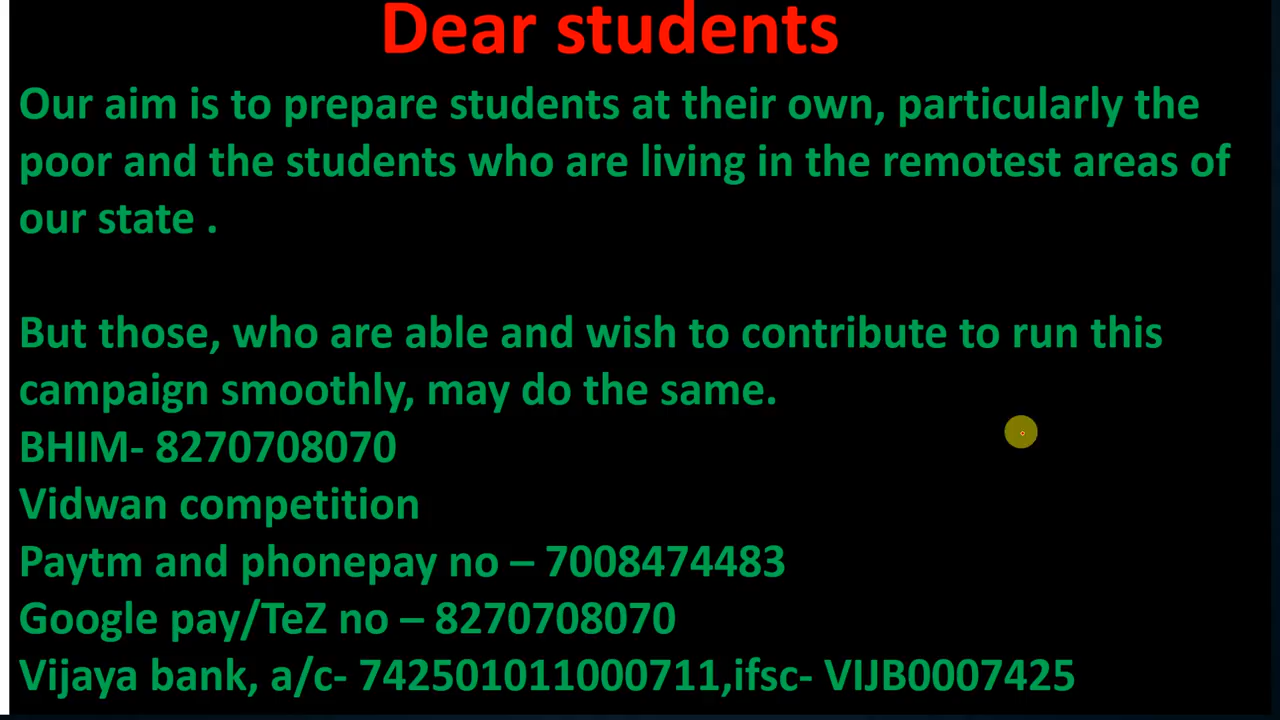 Dear students
Our aim is to prepare students at their own, particularly the
poor and the students who are living in the remotest areas of
our state .
But those, who are able and wish to contribute to run this
campaign smoothly, may do the same.
BHIM- 8270708070
Vidwan competition
Paytm and phonepay no – 7008474483
Google pay/TeZ no – 8270708070
Vijaya bank, a/c- 742501011000711,ifsc- VIJB0007425